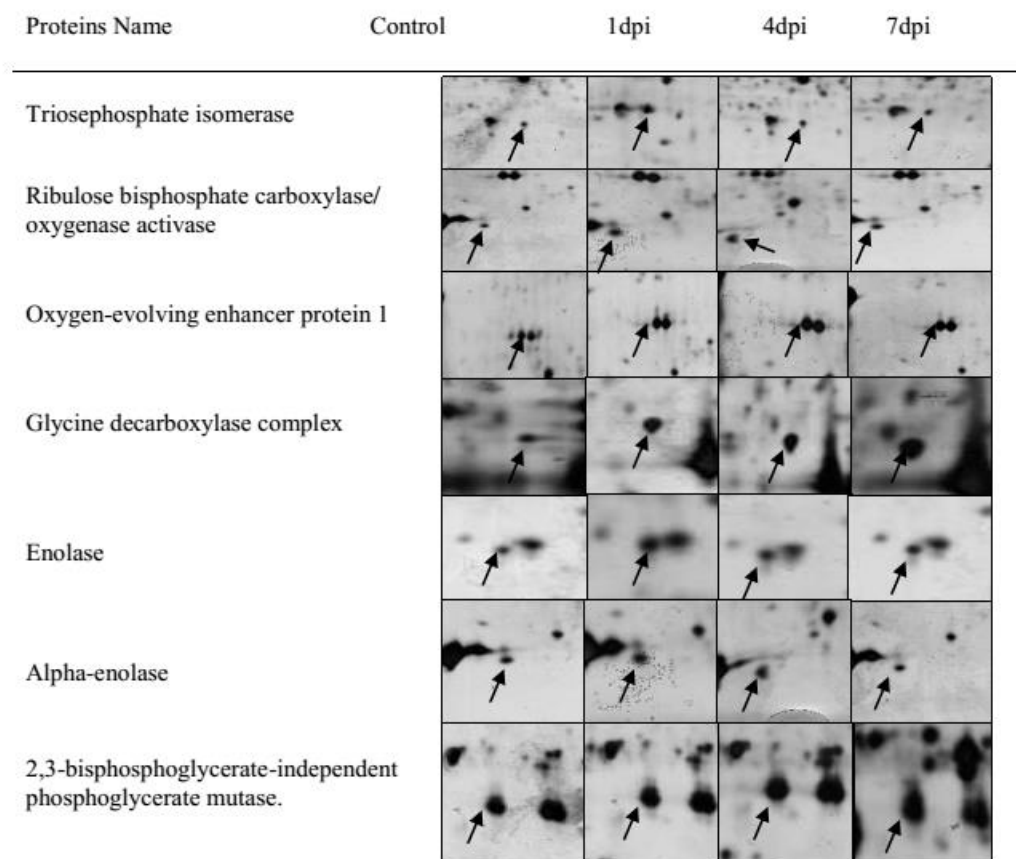 Proteins Name Control 1dpi 4dpi 7dpi
Triosephosphate isomerase
Ribulose bisphosphate carboxylase/
oxygenase activase
Oxygen-evolving enhancer protein 1
Glycine decarboxylase complex
Enolase
Alpha-enolase
2,3-bisphosphoglycerate-independent
phosphoglycerate mutase.